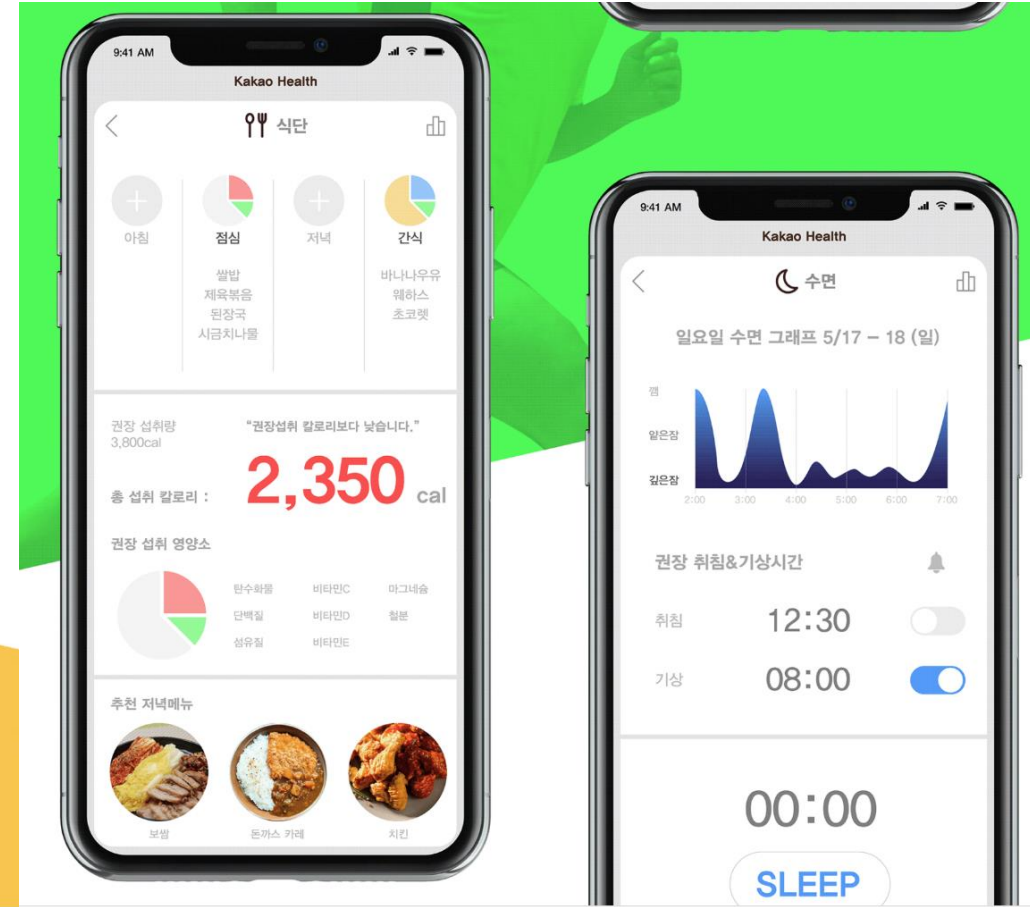 9:41 AM
Kakao Health
식단
아침
점심
저녁
간식
쌀밥
제육볶음
된장국
시금치나물
바나나우유
웨하스
초코렛
권장 섭취량
3,800cal
“권장섭취 칼로리보다 낮습니다.”
총 섭취 칼로리 :
2,350 cal
권장 섭취 영양소
탄수화물 비타민C 마그네슘
단백질 비타민D 철분
섬유질 비타민E
추천 저녁메뉴
보쌈
돈까스 카레
치킨
9:41 AM
Kakao Health
수면
일요일 수면 그래프 5/17 – 18 (일)
깸
얕은잠
깊은잠
2:00 3:00 4:00 5:00 6:00 7:00
권장 취침&기상시간
취침 12:30
기상 08:00
00:00
SLEEP